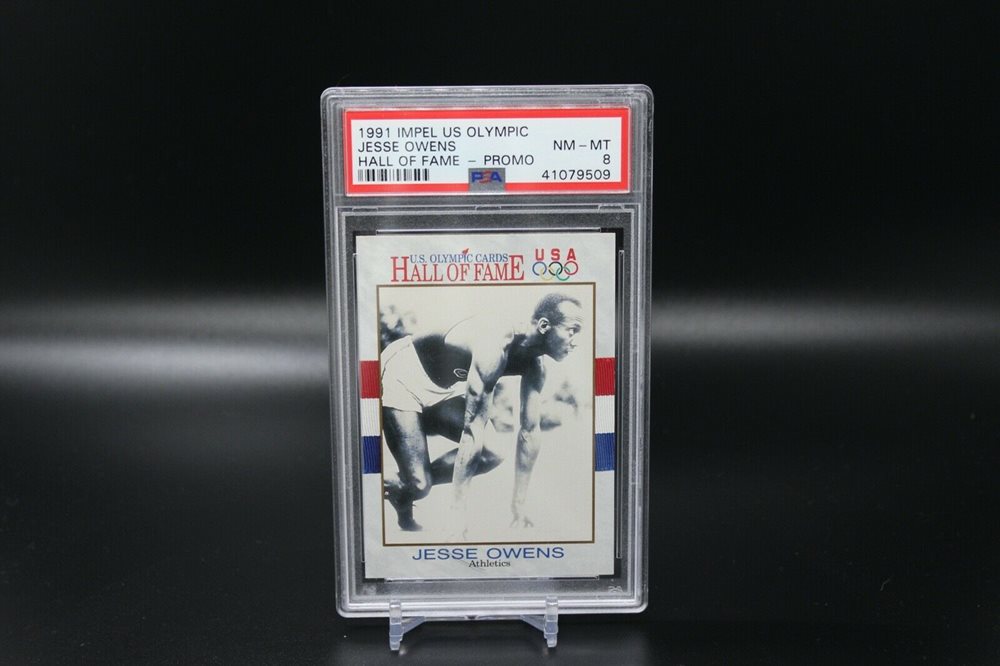 1991 IMPEL US OLYMPIC
JESSE OWENS NM – MT
HALL OF FAME – PROMO 8
PSA 41079509
U.S. OLYMPIC CARDS
HALL OF FAME
USA
JESSE OWENS
Athletics